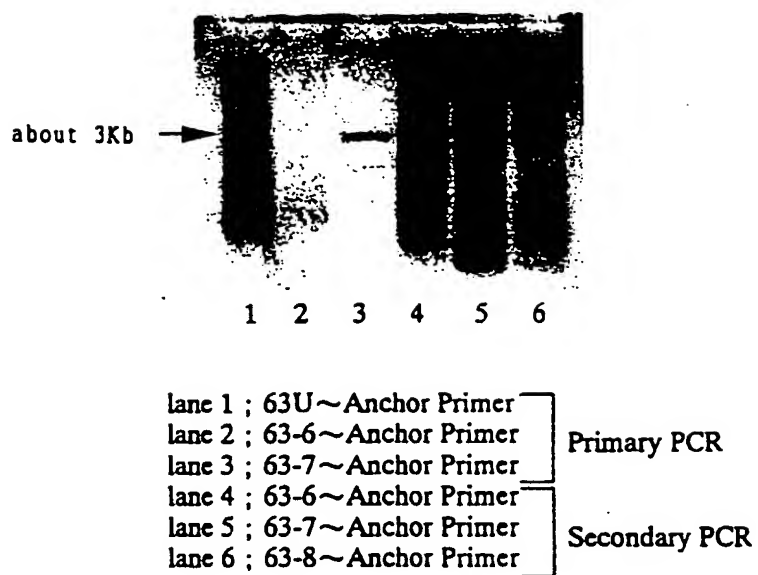 about 3Kb
1 2 3 4 5 6
lane 1 ; 63U~Anchor Primer
lane 2 ; 63-6~Anchor Primer
lane 3 ; 63-7~Anchor Primer
Primary PCR
lane 4 ; 63-6~Anchor Primer
lane 5 ; 63-7~Anchor Primer
lane 6 ; 63-8~Anchor Primer
Secondary PCR